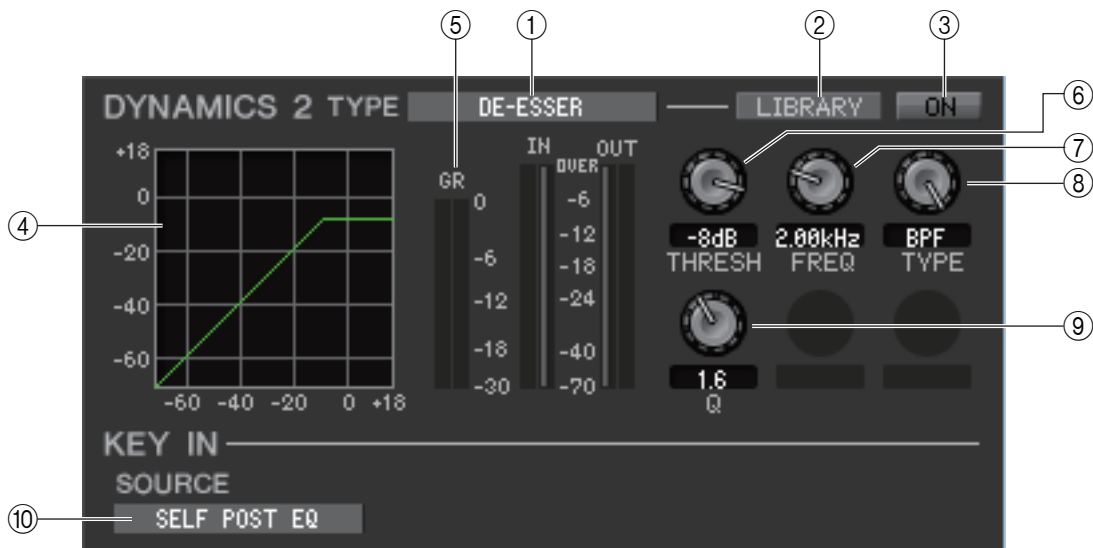 ⑤ ① ② ③
DYNAMICS 2 TYPE DE-ESSER LIBRARY ON
⑥
⑦
⑧
④
+18
0
-20
-40
-60
-60 -40 -20 0 +18
GR
0
-6
-12
-18
-30
IN OUT
OVER
-6
-12
-18
-24
-40
-70
-8dB 2.00kHz BPF
THRESH FREQ TYPE
⑨
1.6
Q
KEY IN
SOURCE
⑩
SELF POST EQ